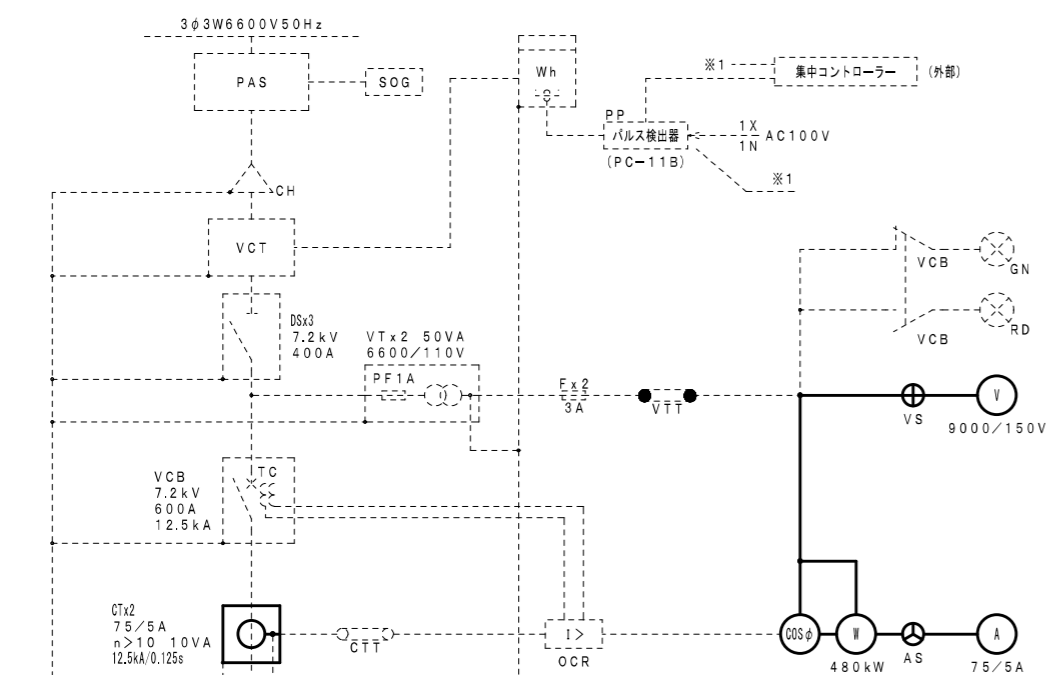 3φ3W6600V50Hz
PAS
SOG
Wh
※1
集中コントローラー
(外部)
PP
パルス検出器
(PC-11B)
1X
1N
AC100V
※1
CH
VCT
VCB
GN
VCB
RD
DSx3
7.2kV
400A
VTx2 50VA
6600/110V
PF1A
Fx2
3A
VTT
VS
V
9000/150V
VCB
7.2kV
600A
12.5kA
TC
CTx2
75/5A
n>10 10VA
12.5kA/0.125s
CTT
I>
OCR
COSφ
W
480kW
AS
A
75/5A